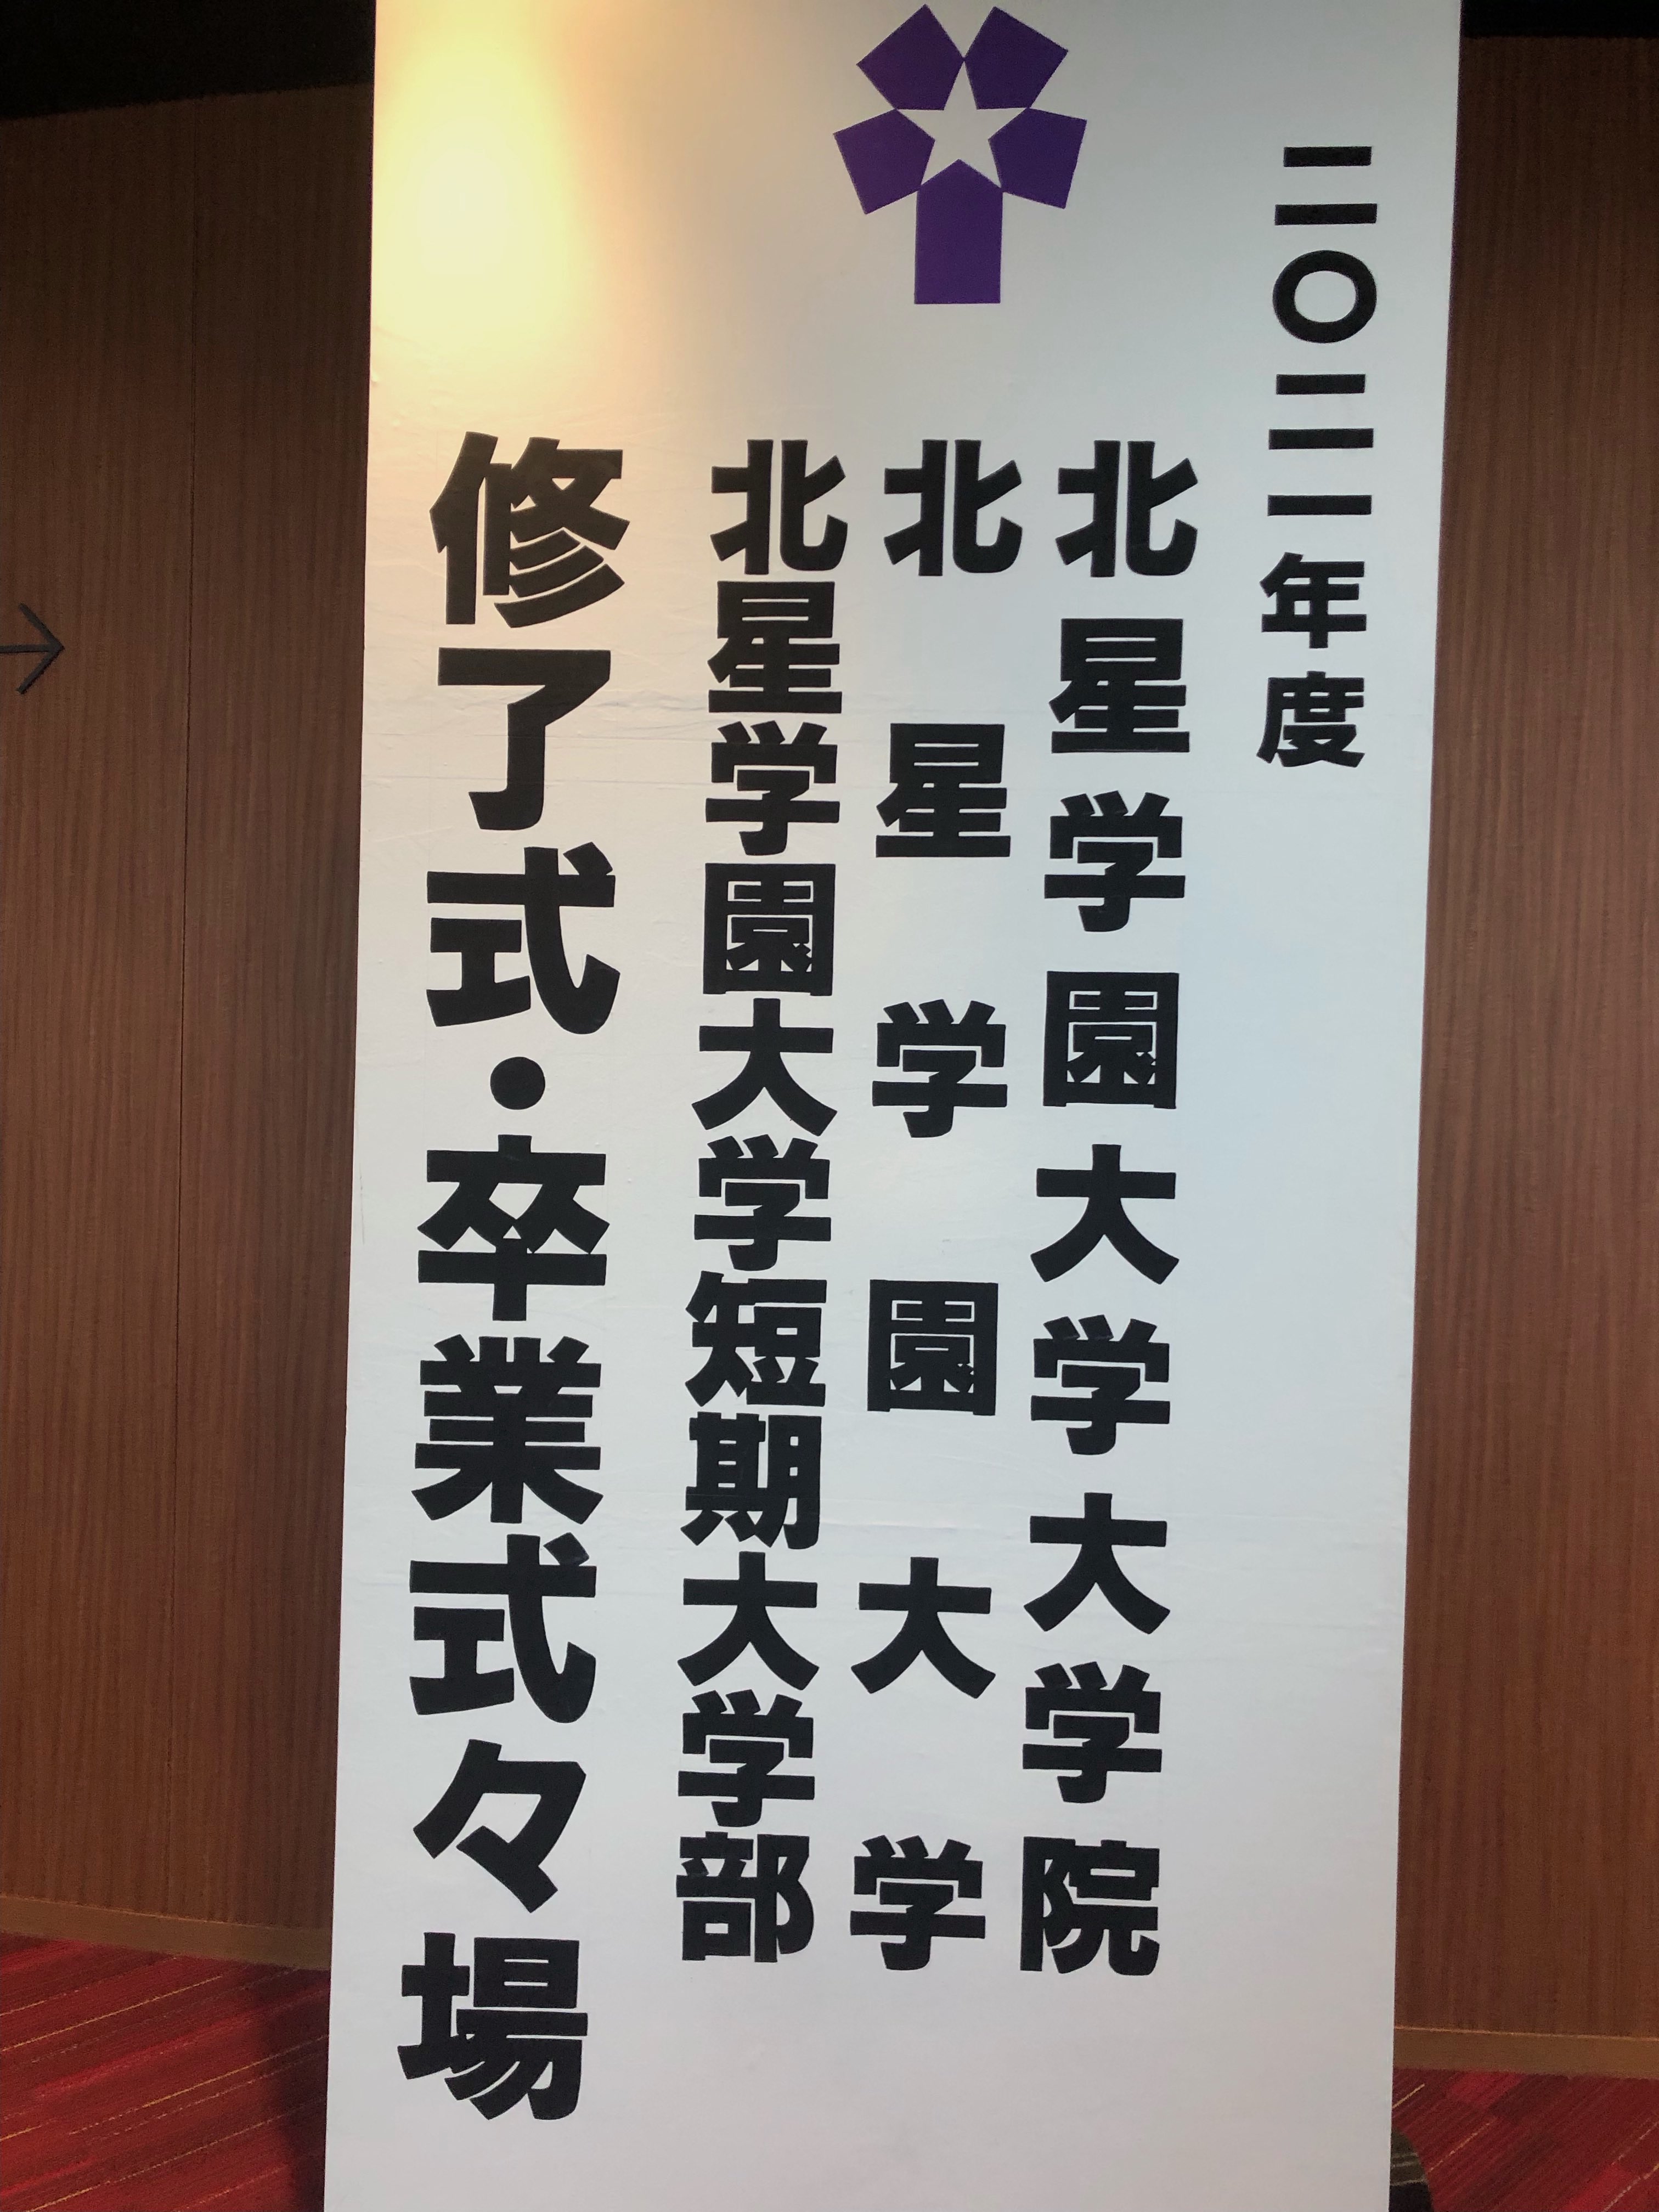 二〇二一年度
北星学園大学大学院
北星学園大学
北星学園大学短期大学部
修了式・卒業式々場